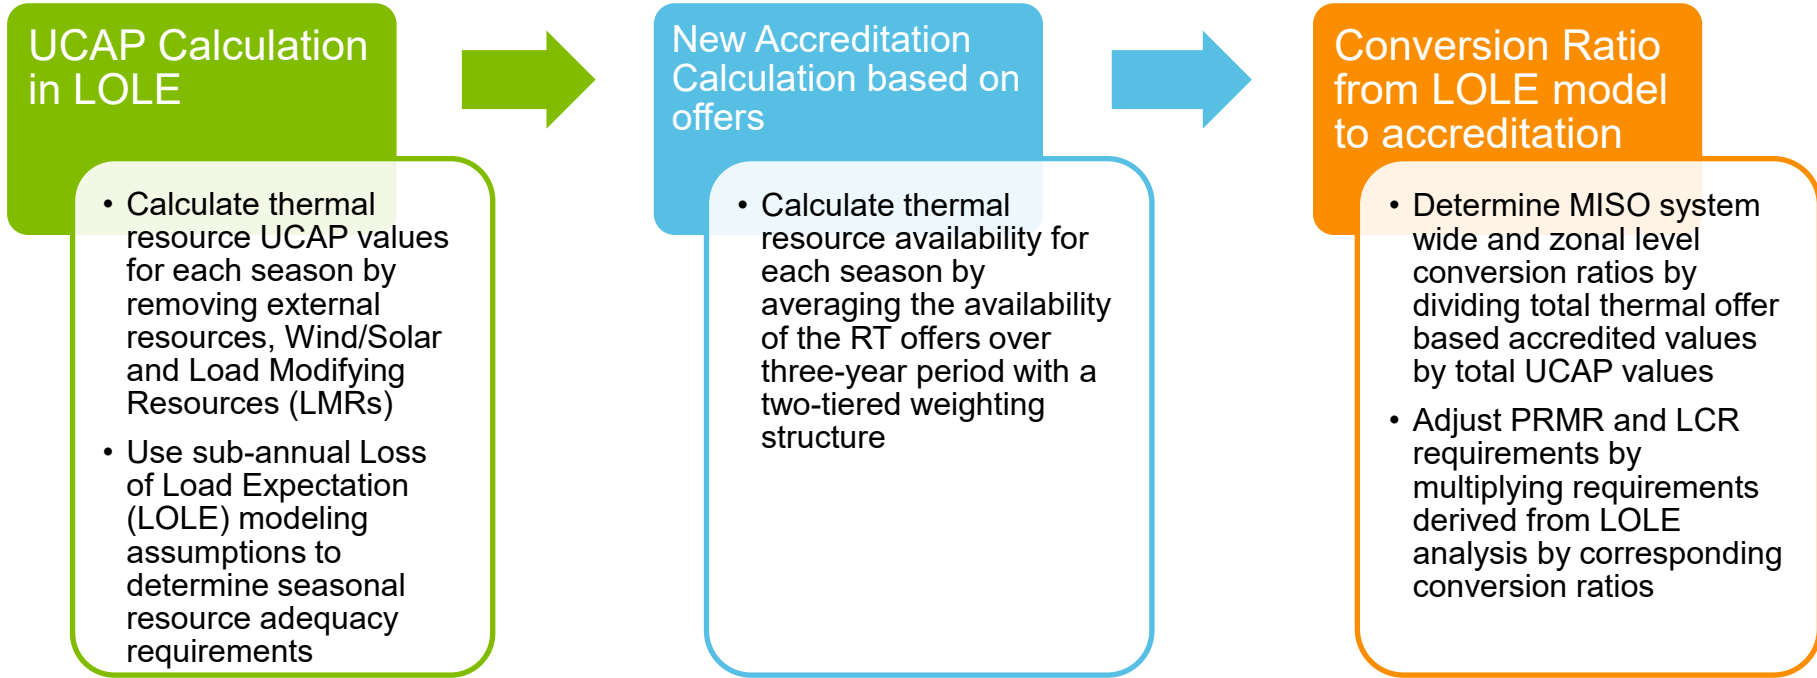 UCAP Calculation
in LOLE
• Calculate thermal
resource UCAP values
for each season by
removing external
resources, Wind/Solar
and Load Modifying
Resources (LMRs)
• Use sub-annual Loss
of Load Expectation
(LOLE) modeling
assumptions to
determine seasonal
resource adequacy
requirements
New Accreditation
Calculation based on
offers
• Calculate thermal
resource availability for
each season by
averaging the availability
of the RT offers over
three-year period with a
two-tiered weighting
structure
Conversion Ratio
from LOLE model
to accreditation
• Determine MISO system
wide and zonal level
conversion ratios by
dividing total thermal offer
based accredited values
by total UCAP values
• Adjust PRMR and LCR
requirements by
multiplying requirements
derived from LOLE
analysis by corresponding
conversion ratios